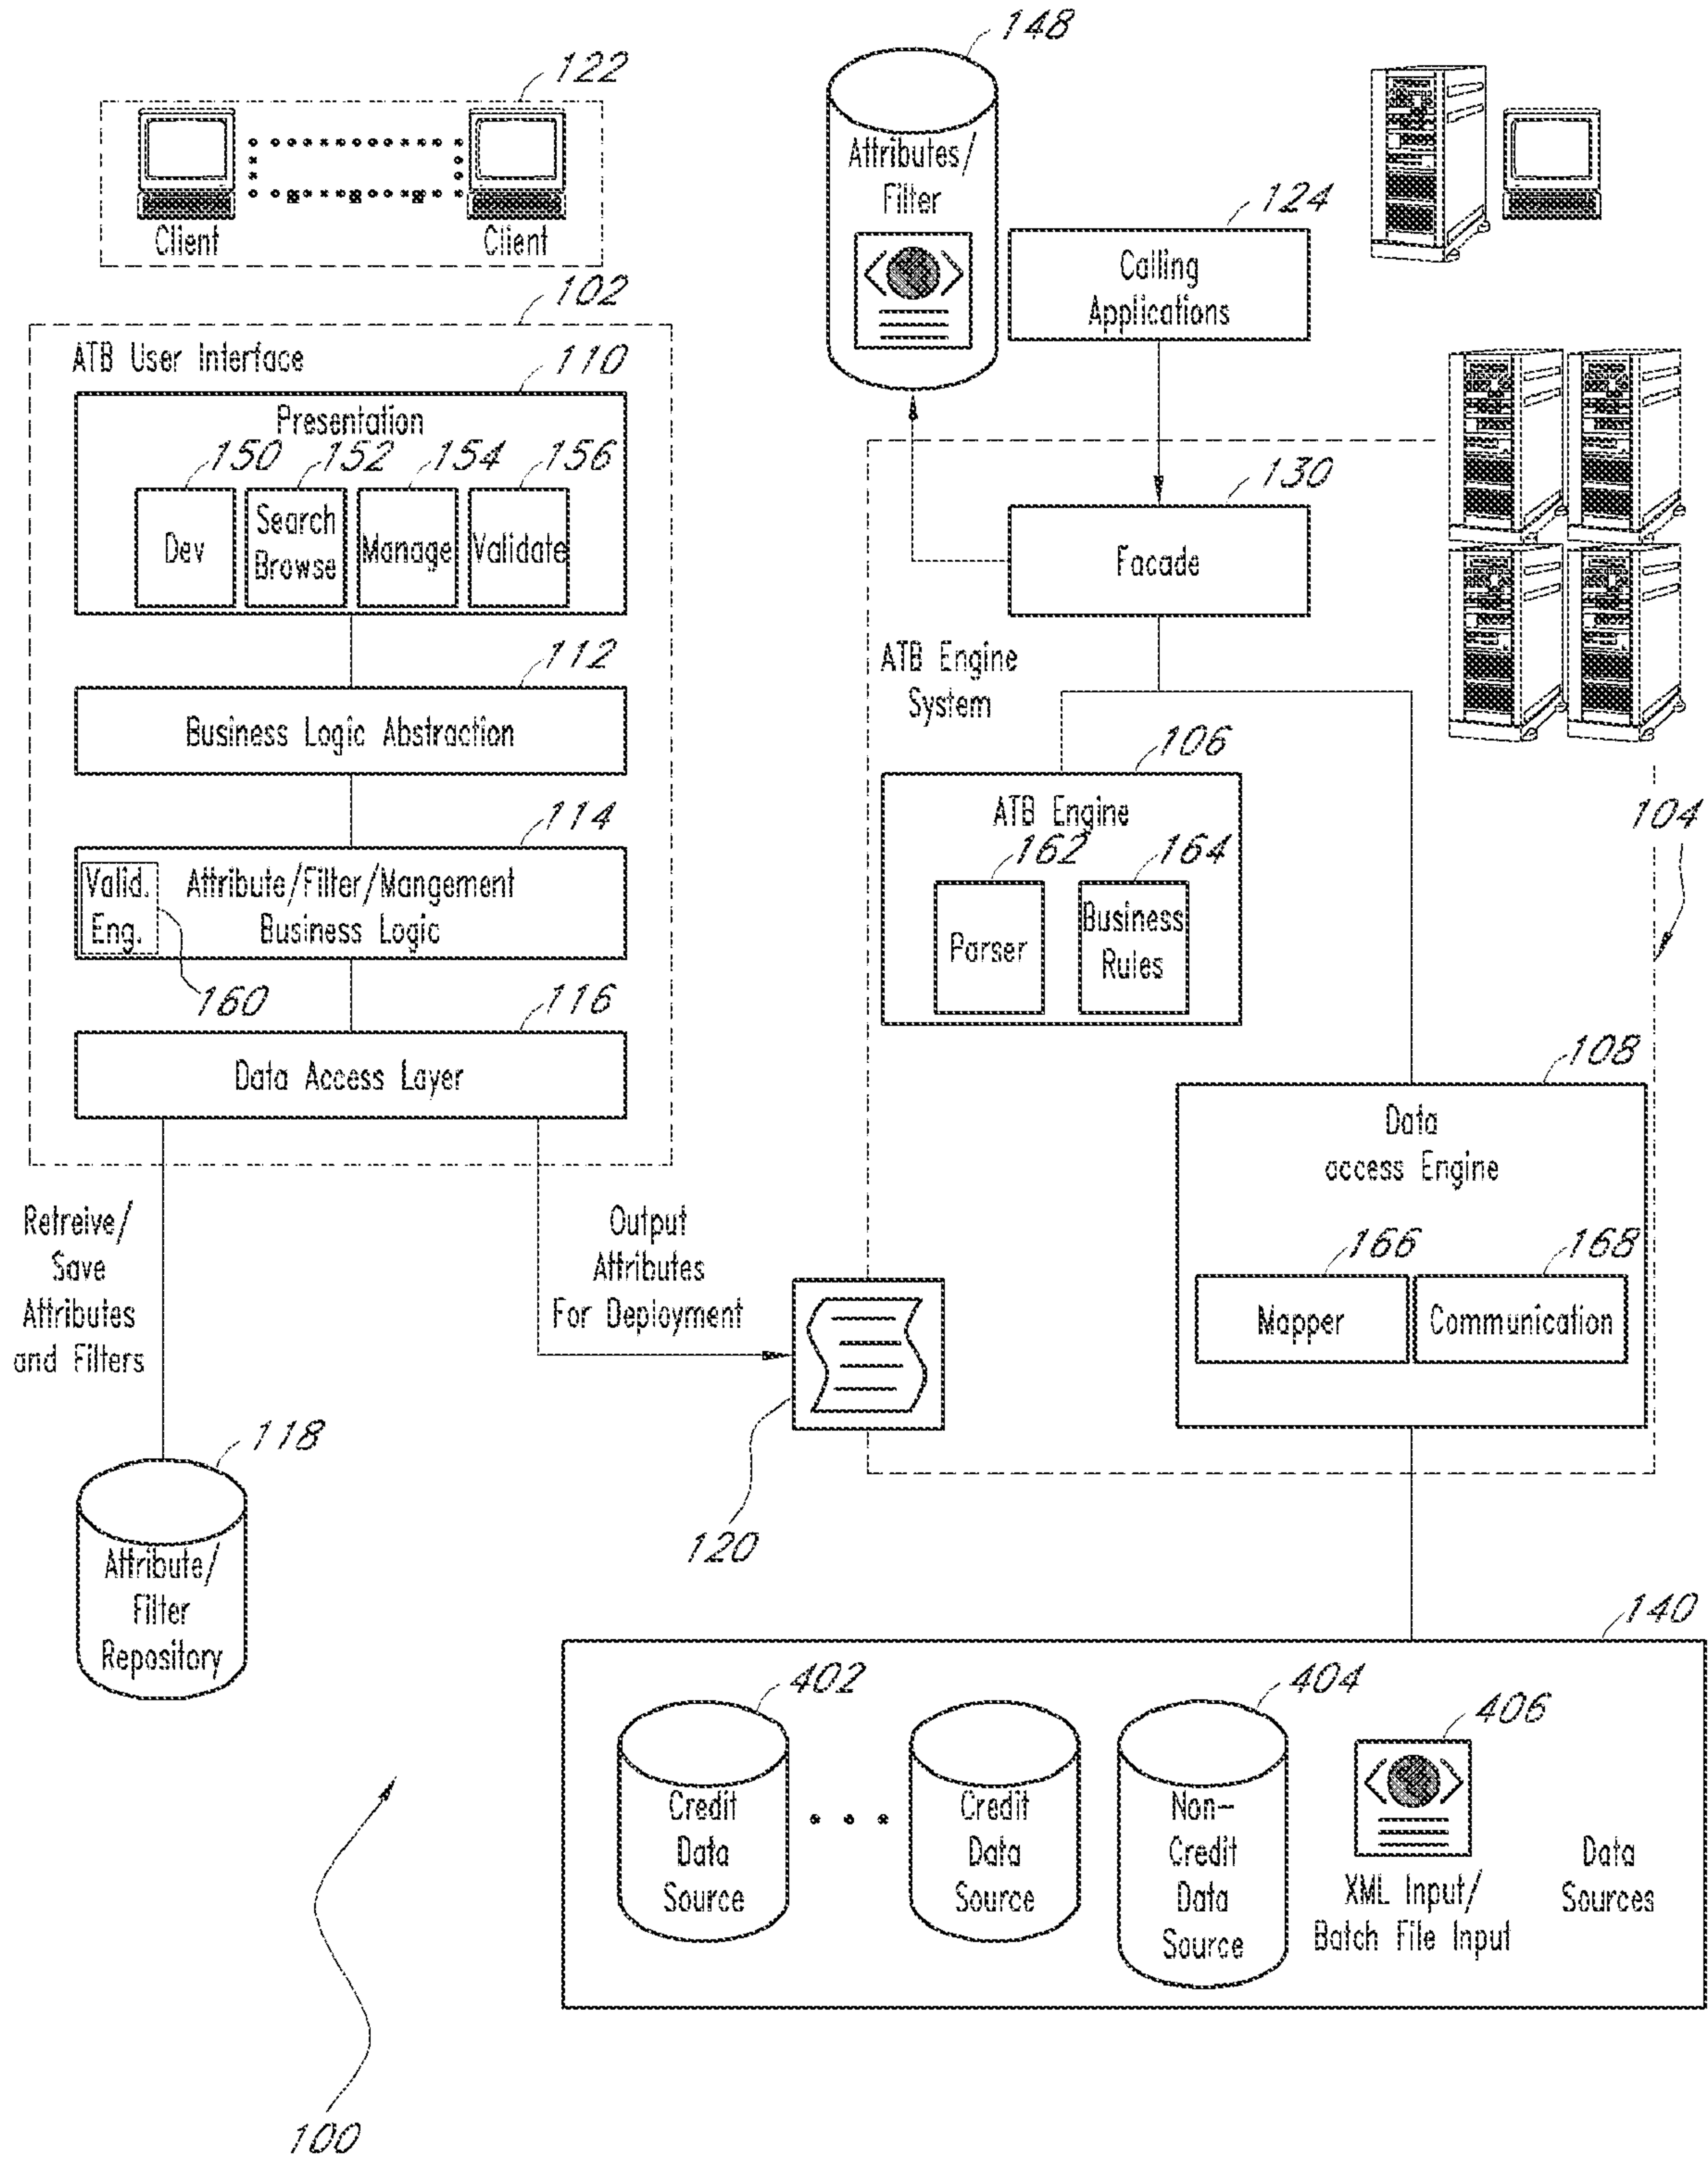 122
Client
Client
102
ATB User Interface
110
Presentation
150
152
154
156
Dev
Search
Browse
Manage
Validate
112
Business Logic Abstraction
114
Valid.
Eng.
Attribute/Filter/Mangement
Business Logic
160
116
Data Access Layer
Retreive/
Save
Attributes
and Filters
Output
Attributes
For Deployment
118
Attribute/
Filter
Repository
120
100
148
Attributes/
Filter
124
Calling
Applications
130
Facade
ATB Engine
System
106
ATB Engine
162
164
Parser
Business
Rules
104
108
Data
access Engine
166
168
Mapper
Communication
140
402
Credit
Data
Source
Credit
Data
Source
404
Non-
Credit
Data
Source
406
XML Input/
Batch File Input
Data
Sources